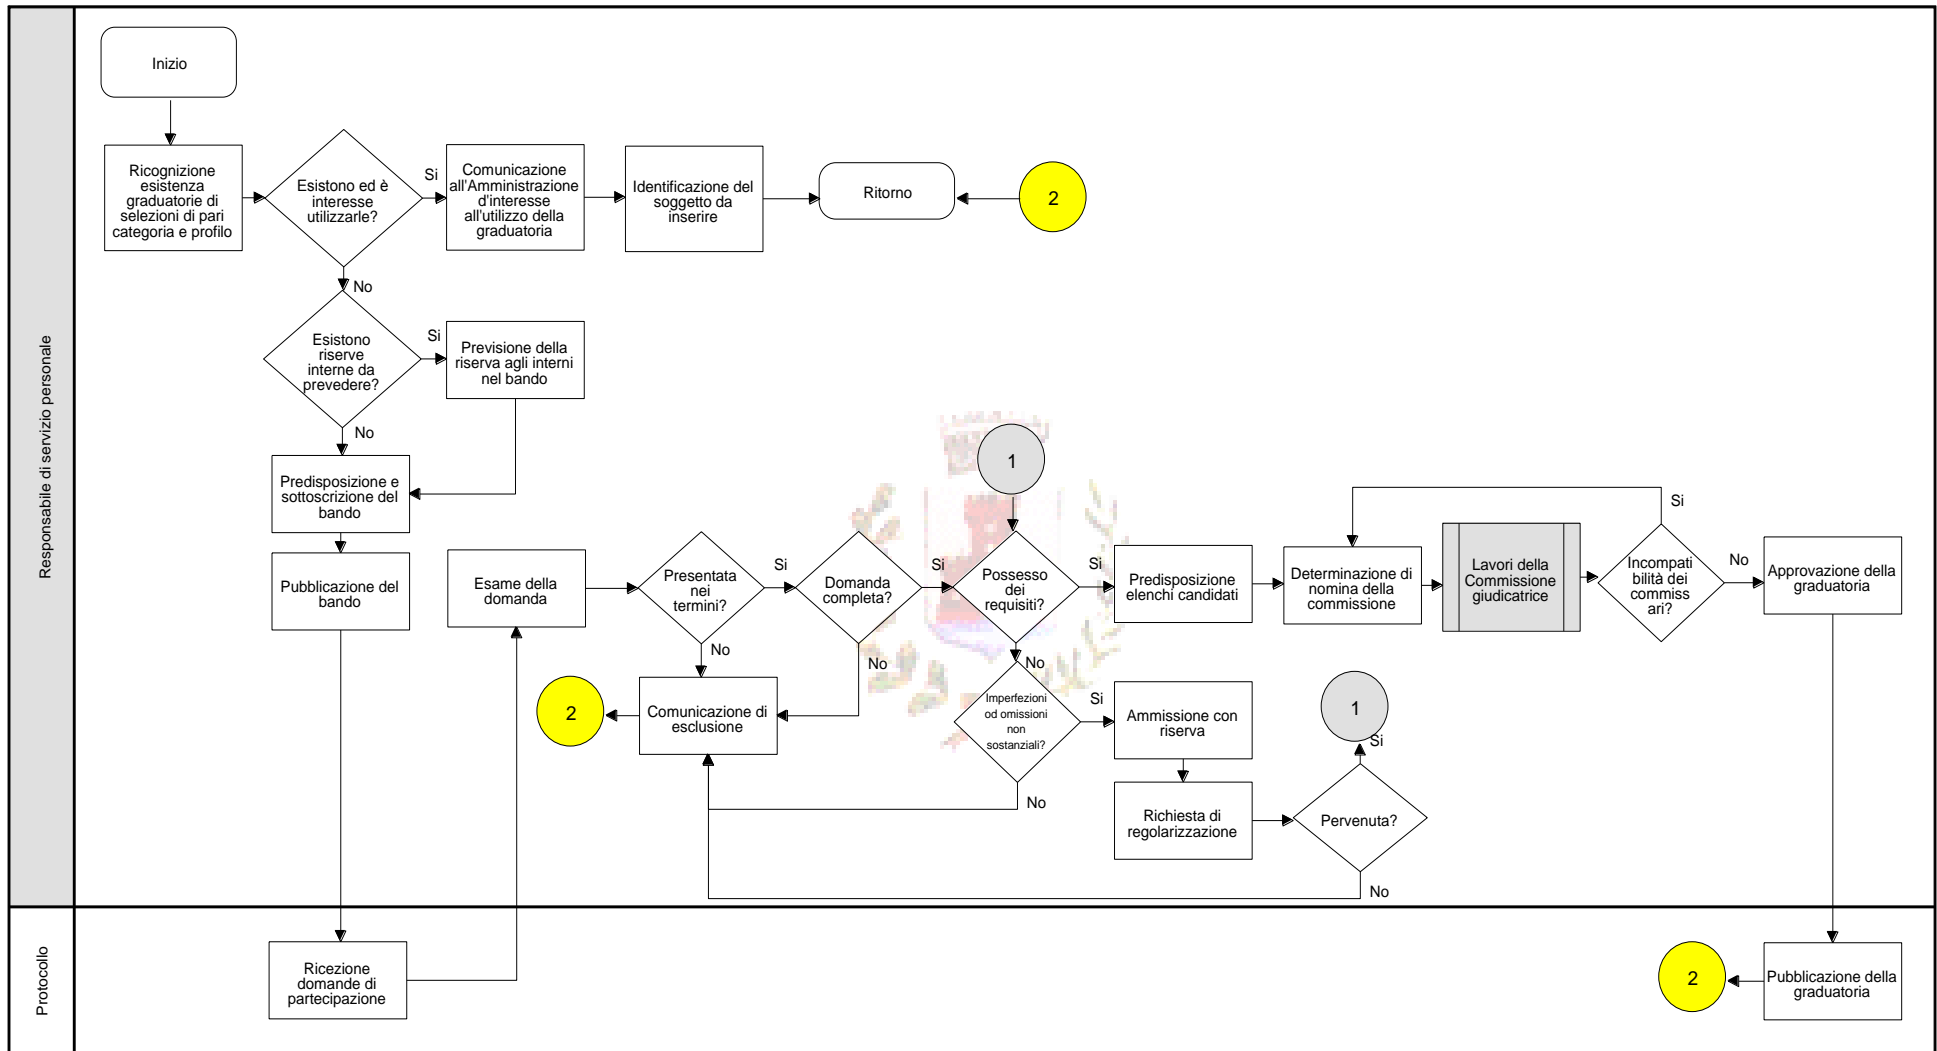 Responsabile di servizio personale
Inizio
Ricognizione
esistenza
graduatorie di
selezioni di pari
categoria e profilo
Esistono ed è
interesse
utilizzarle?
Si
Comunicazione
all'Amministrazione
d'interesse
all'utilizzo della
graduatoria
Identificazione del
soggetto da
inserire
Ritorno
2
No
Esistono
riserve
interne da
prevedere?
Si
Previsione della
riserva agli interni
nel bando
No
Predisposizione e
sottoscrizione del
bando
Pubblicazione del
bando
Esame della
domanda
Presentata
nei
termini?
Si
Domanda
completa?
Si
1
Possesso
dei
requisiti?
Si
Predisposizione
elenchi candidati
Determinazione di
nomina della
commissione
Lavori della
Commissione
giudicatrice
Si
Incompati
bilità dei
commiss
ari?
No
Approvazione della
graduatoria
No
No
No
2
Comunicazione di
esclusione
Imperfezioni
od omissioni
non
sostanziali?
Si
Ammissione con
riserva
1
Si
No
Richiesta di
regolarizzazione
Pervenuta?
No
Protocollo
Ricezione
domande di
partecipazione
2
Pubblicazione della
graduatoria